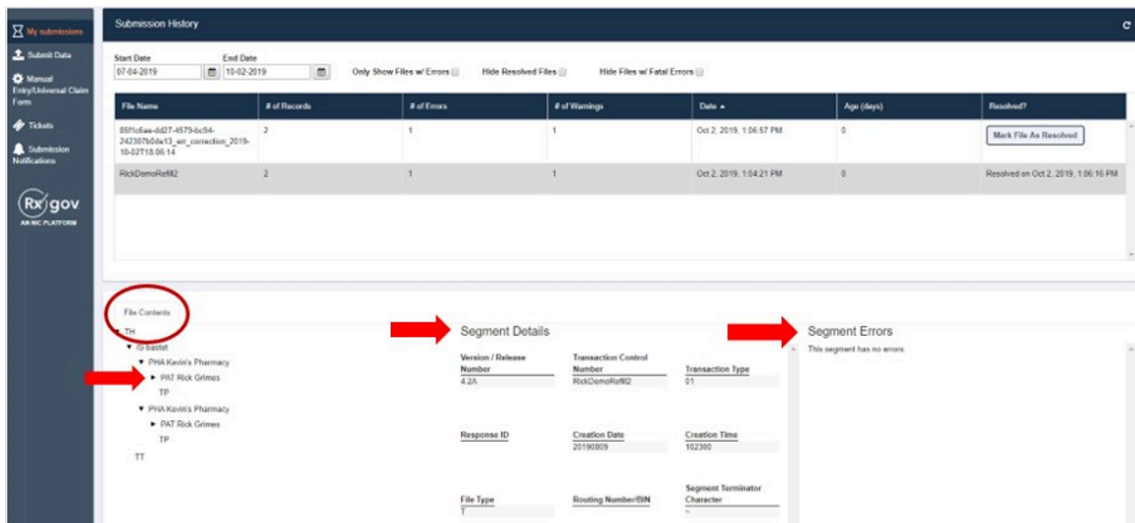 My submissions
Submit Data
Manual
Entry/Universal Claim
Form
Tickets
Submission
Notifications
Rx gov
AN NIC PLATFORM
Submission History
Start Date End Date
07-04-2019 10-02-2019 Only Show Files w/ Errors Hide Resolved Files Hide Files w/ Fatal Errors
File Name # of Records # of Errors # of Warnings Date Age (days) Resolved?
2 1 1 Oct 2, 2019, 1:06:57 PM 0 Mark File As Resolved
242307b0de13_err_correction_2019-
10-02T18:06:14
RickDemoRefill2 2 1 1 Oct 2, 2019, 1:04:21 PM 0 Resolved on Oct 2, 2019, 1:06:16 PM
File Contents
TH
IS bastet
PHA Kevin's Pharmacy
PAT Rick Grimes
TP
PHA Kevin's Pharmacy
PAT Rick Grimes
TP
TT
Segment Details
Version / Release
Number
4.2A
Transaction Control
Number
RickDemoRefill2
Transaction Type
01
Response ID
Creation Date
20190809
Creation Time
102300
File Type
T
Routing Number/BIN
Segment Terminator
Character
~
Segment Errors
This segment has no errors.